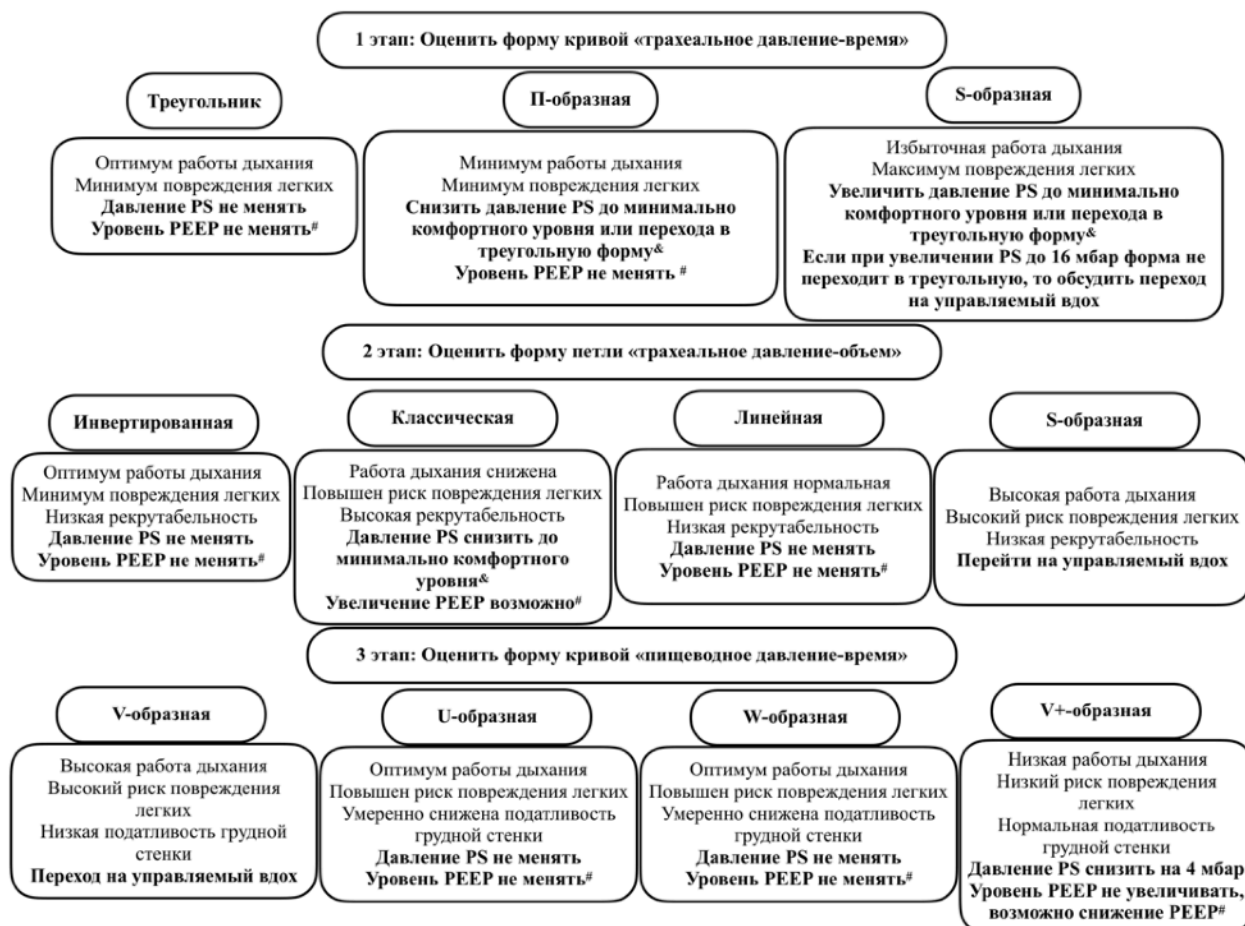 1 этап: Оценить форму кривой «трахеальное давление-время»
Треугольник
Оптимум работы дыхания
Минимум повреждения легких
Давление PS не менять
Уровень PEEP не менять#
П-образная
Минимум работы дыхания
Минимум повреждения легких
Снизить давление PS до минимально
комфортного уровня или перехода в
треугольную форму&
Уровень PEEP не менять #
S-образная
Избыточная работа дыхания
Максимум повреждения легких
Увеличить давление PS до минимально
комфортного уровня или перехода в
треугольную форму&
Если при увеличении PS до 16 мбар форма не
переходит в треугольную, то обсудить переход
на управляемый вдох
2 этап: Оценить форму петли «трахеальное давление-объем»
Инвертированная
Оптимум работы дыхания
Минимум повреждения легких
Низкая рекрутабельность
Давление PS не менять
Уровень PEEP не менять#
Классическая
Работа дыхания снижена
Повышен риск повреждения легких
Высокая рекрутабельность
Давление PS снизить до
минимально комфортного
уровня&
Увеличение PEEP возможно#
Линейная
Работа дыхания нормальная
Повышен риск повреждения легких
Низкая рекрутабельность
Давление PS не менять
Уровень PEEP не менять#
S-образная
Высокая работа дыхания
Высокий риск повреждения легких
Низкая рекрутабельность
Перейти на управляемый вдох
3 этап: Оценить форму кривой «пищеводное давление-время»
V-образная
Высокая работа дыхания
Высокий риск повреждения
легких
Низкая податливость грудной
стенки
Переход на управляемый вдох
U-образная
Оптимум работы дыхания
Повышен риск повреждения легких
Умеренно снижена податливость
грудной стенки
Давление PS не менять
Уровень PEEP не менять#
W-образная
Оптимум работы дыхания
Повышен риск повреждения легких
Умеренно снижена податливость
грудной стенки
Давление PS не менять
Уровень PEEP не менять#
V+-образная
Низкая работы дыхания
Низкий риск повреждения
легких
Нормальная податливость
грудной стенки
Давление PS снизить на 4 мбар
Уровень PEEP не увеличивать,
возможно снижение PEEP#